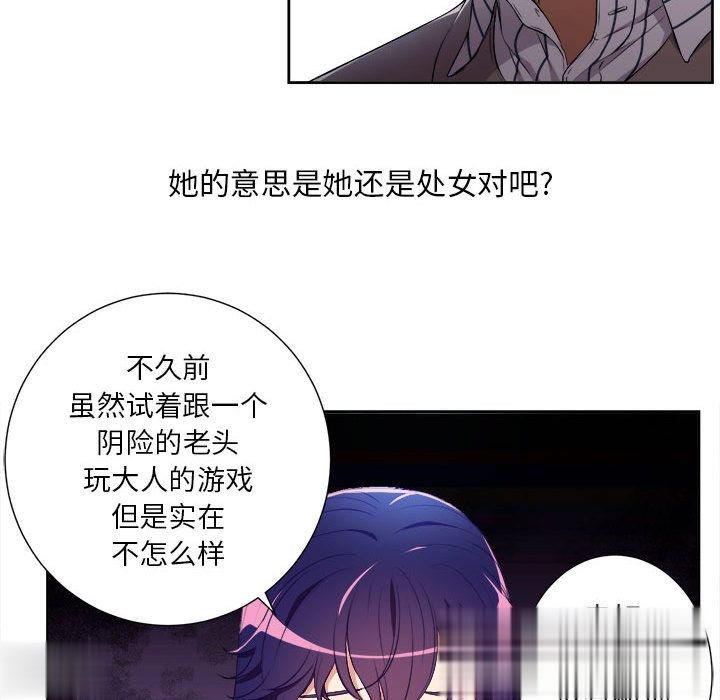 她的意思是她还是处女对吧?
不久前
虽然试着跟一个
阴险的老头
玩大人的游戏
但是实在
不怎么样